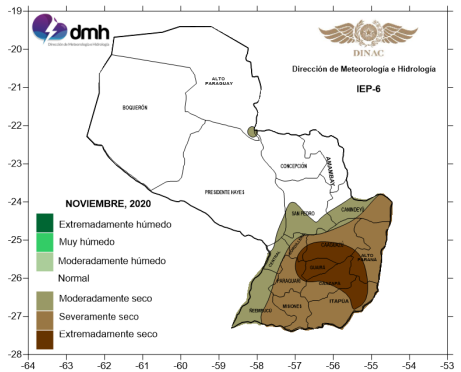 dmh
Dirección de Meteorología e Hidrología
DINAC
Dirección de Meteorología e Hidrología
IEP-6
ALTO
PARAGUAY
BOQUERÓN
CONCEPCIÓN
AMAMBAY
PRESIDENTE HAYES
SAN PEDRO
CANINDEYÚ
CENTRAL
ALTO
PARANÁ
GUAIRÁ
PARAGUARÍ
CAAZAPÁ
ITAPÚA
MISIONES
ÑEEMBUCÚ
NOVIEMBRE, 2020
Extremadamente húmedo
Muy húmedo
Moderadamente húmedo
Normal
Moderadamente seco
Severamente seco
Extremadamente seco
-19
-20
-21
-22
-23
-24
-25
-26
-27
-28
-64 -63 -62 -61 -60 -59 -58 -57 -56 -55 -54 -53